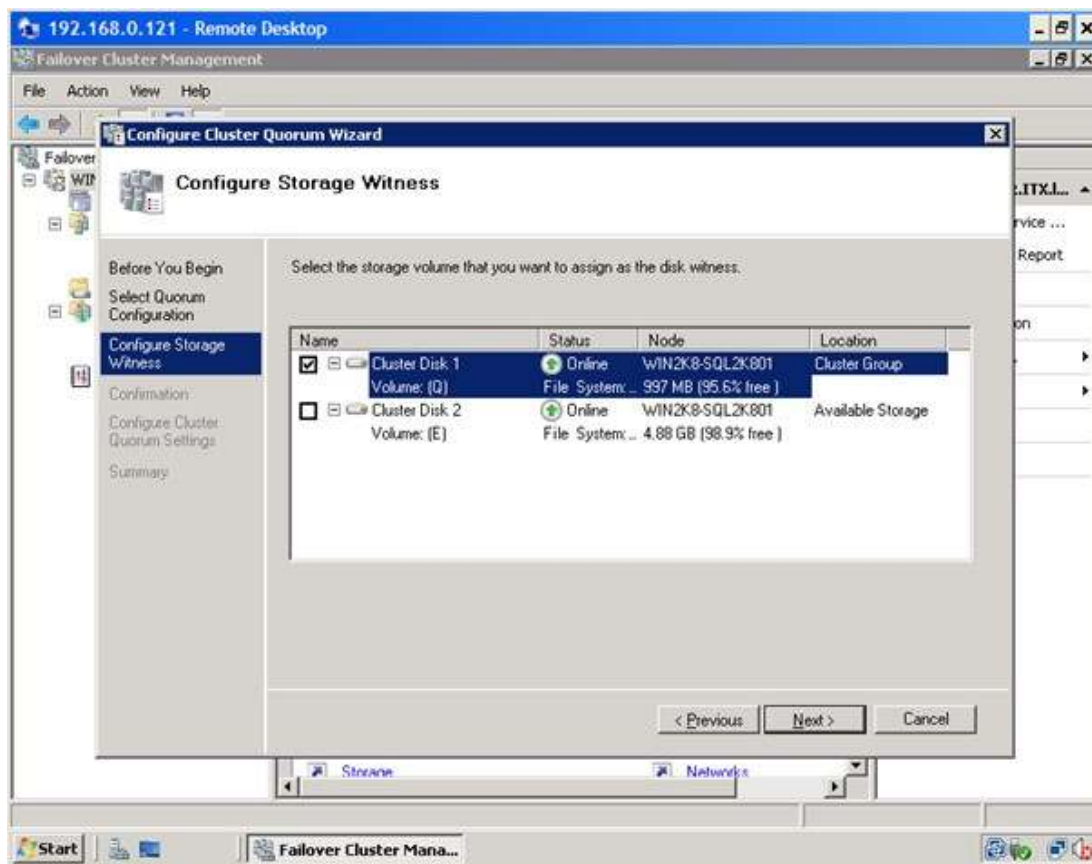 192.168.0.121 - Remote Desktop
Failover Cluster Management
File Action View Help
Configure Cluster Quorum Wizard
Failover
WIN
Configure Storage Witness
:.ITX.l...
rvice ...
Report
on
Before You Begin
Select Quorum
Configuration
Configure Storage
Witness
Confirmation
Configure Cluster
Quorum Settings
Summary
Select the storage volume that you want to assign as the disk witness.
Name Status Node Location
Cluster Disk 1 Online WIN2K8-SQL2K801 Cluster Group
Volume: (Q) File System: ... 997 MB (95.6% free )
Cluster Disk 2 Online WIN2K8-SQL2K801 Available Storage
Volume: (E) File System: ... 4.88 GB (98.9% free )
< Previous Next > Cancel
Storage Networks
Start Failover Cluster Mana...